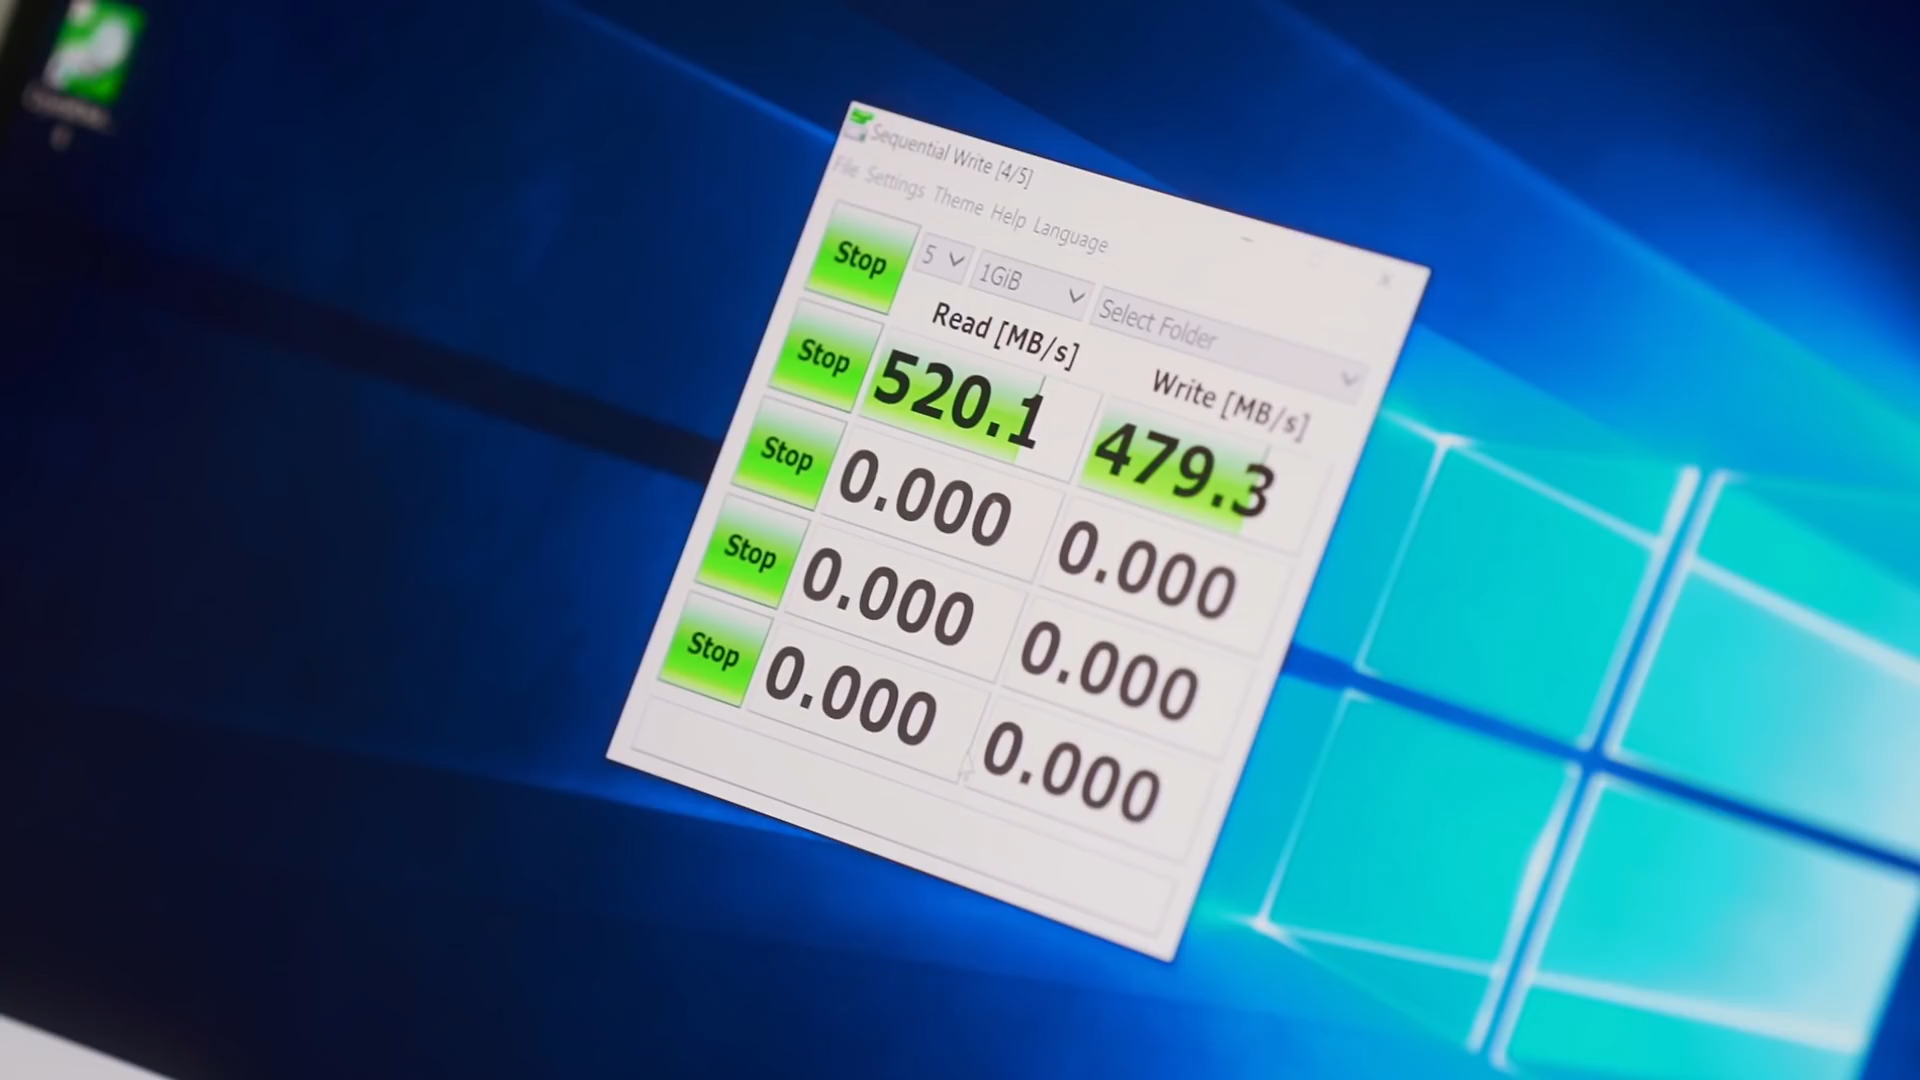 Sequential Write [4/5]
File Settings Theme Help Language
Stop 5 1GiB Select Folder
Read [MB/s] Write [MB/s]
Stop 520.1 479.3
Stop 0.000 0.000
Stop 0.000 0.000
Stop 0.000 0.000